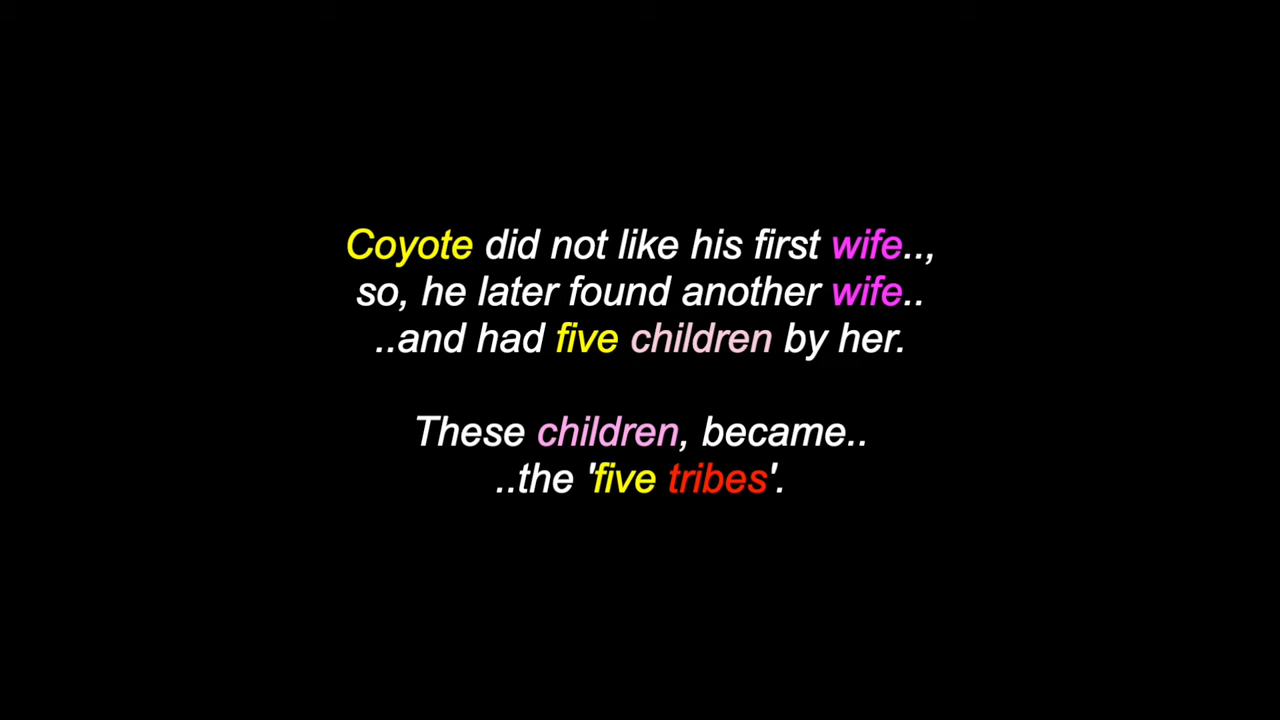 Coyote did not like his first wife..,
so, he later found another wife..
..and had five children by her.
These children, became..
..the 'five tribes'.